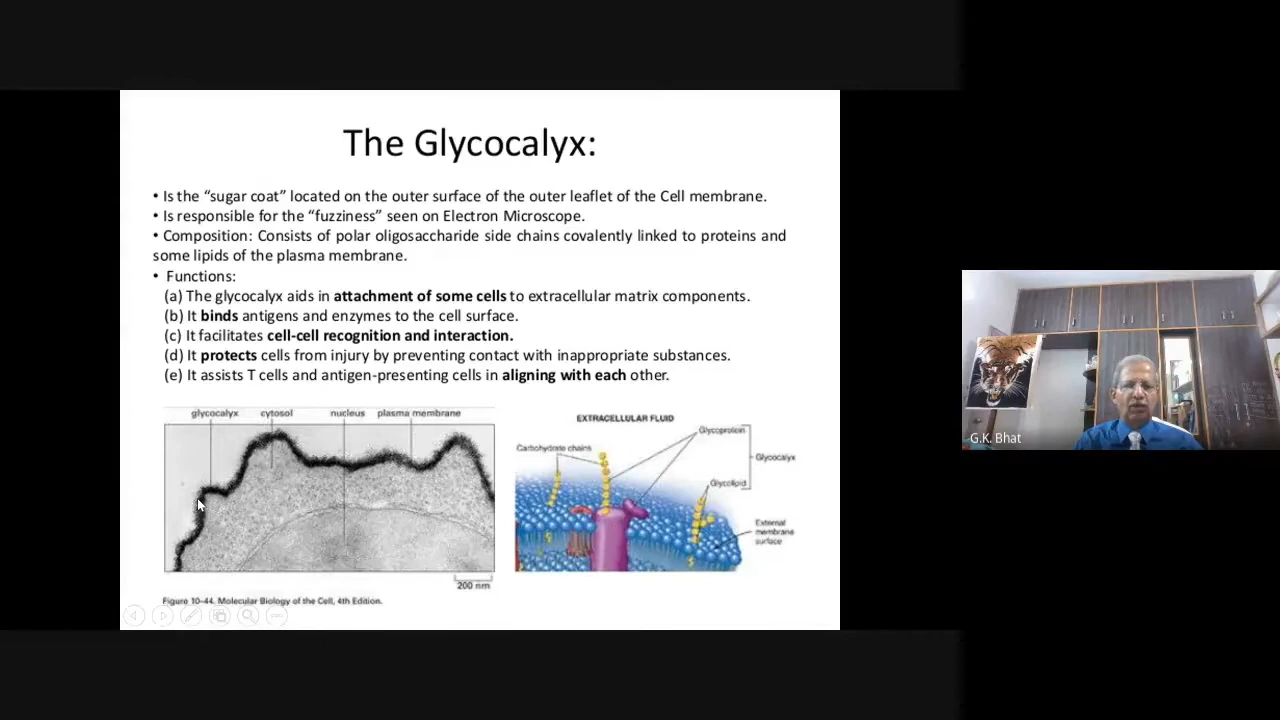 The Glycocalyx:
• Is the “sugar coat” located on the outer surface of the outer leaflet of the Cell membrane.
• Is responsible for the “fuzziness” seen on Electron Microscope.
• Composition: Consists of polar oligosaccharide side chains covalently linked to proteins and
some lipids of the plasma membrane.
• Functions:
(a) The glycocalyx aids in attachment of some cells to extracellular matrix components.
(b) It binds antigens and enzymes to the cell surface.
(c) It facilitates cell-cell recognition and interaction.
(d) It protects cells from injury by preventing contact with inappropriate substances.
(e) It assists T cells and antigen-presenting cells in aligning with each other.
glycocalyx cytosol nucleus plasma membrane
200 nm
Figure 10-44. Molecular Biology of the Cell, 4th Edition.
EXTRACELLULAR FLUID
Glycoprotein
Carbohydrate chains
Glycocalyx
Glycolipid
External
membrane
surface
G.K. Bhat